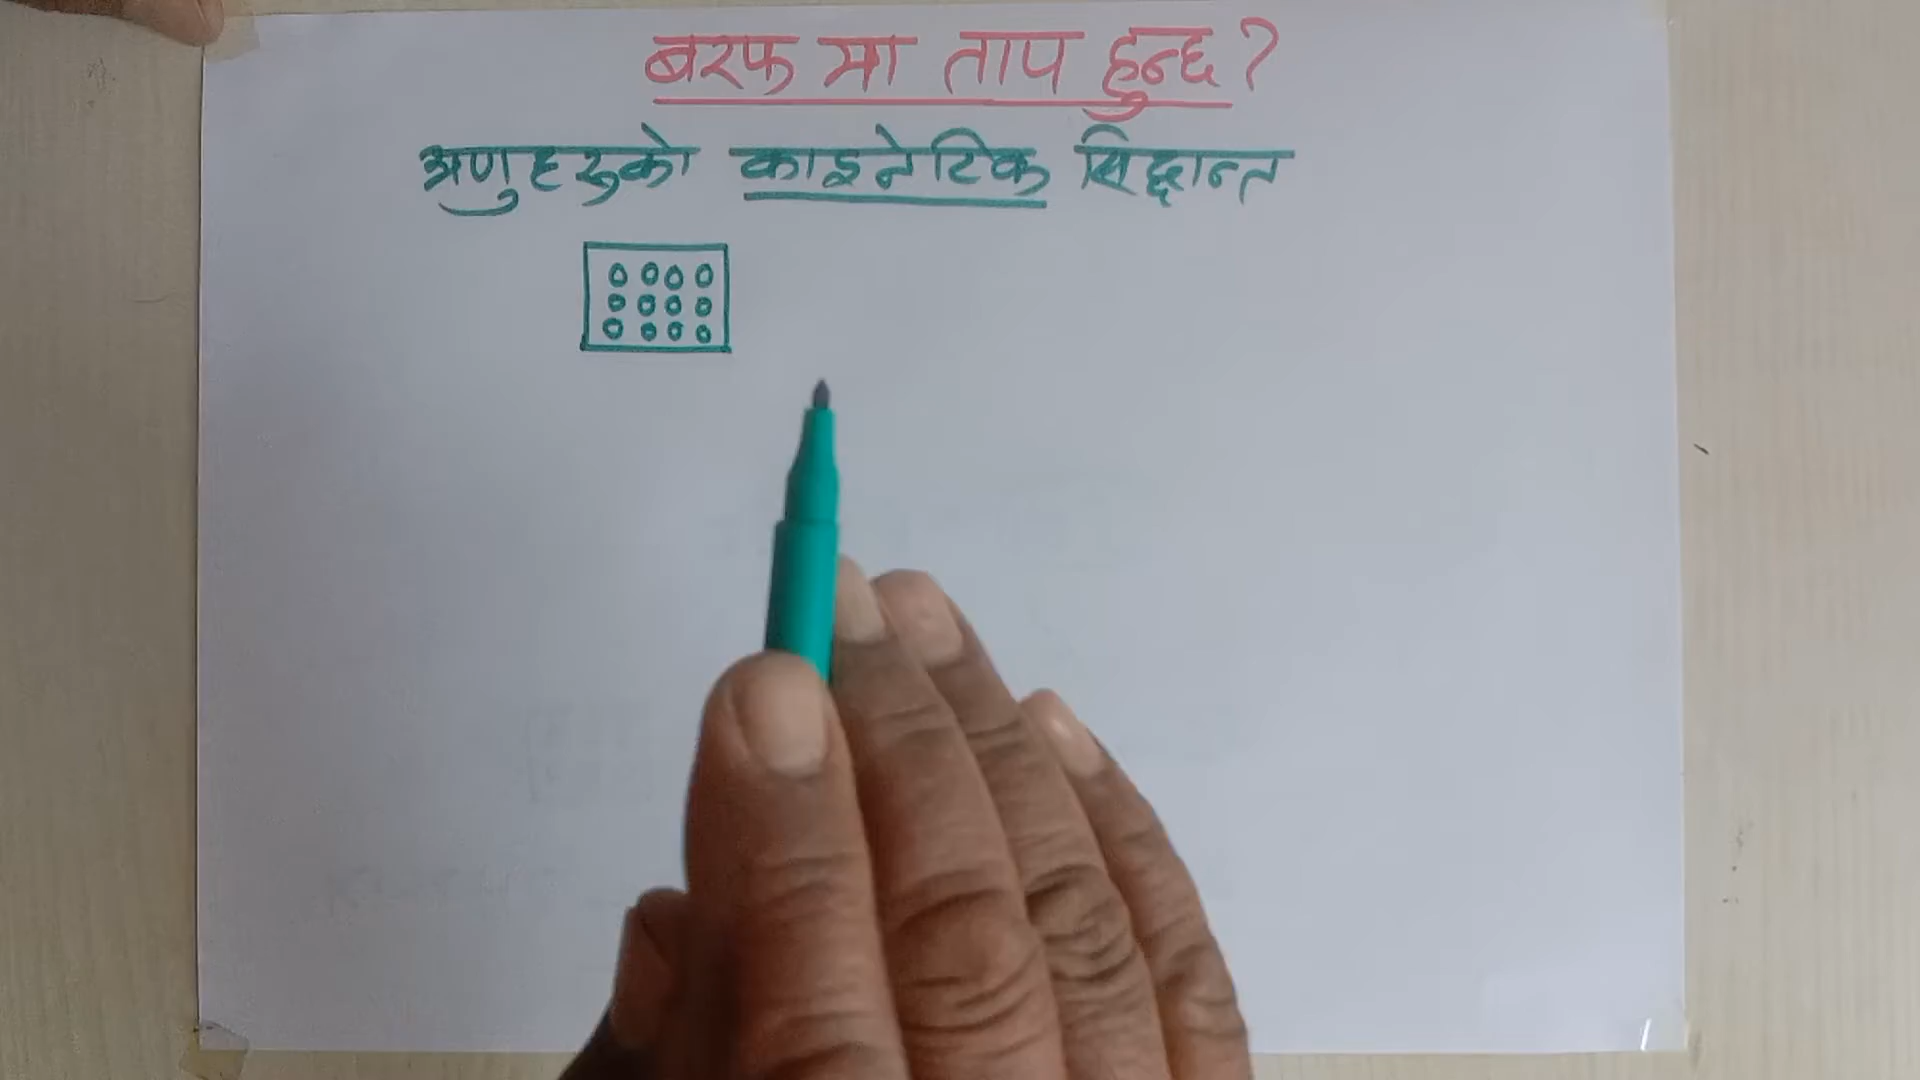 बरफ मा ताप हुन्छ?
अणुहरुको काइनेटिक सिद्धान्त